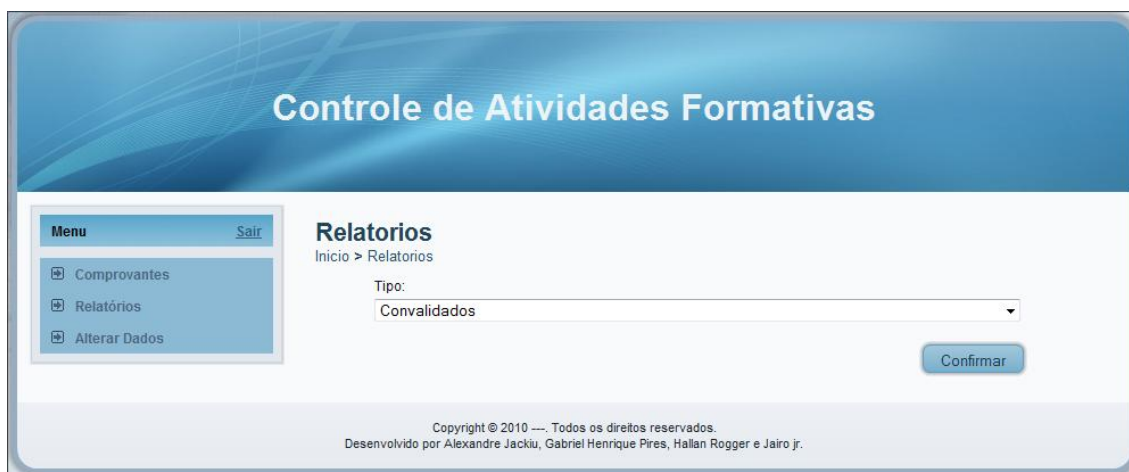 Controle de Atividades Formativas
Menu Sair
Comprovantes
Relatórios
Alterar Dados
Relatorios
Inicio > Relatorios
Tipo:
Convalidados
Confirmar
Copyright © 2010 ---. Todos os direitos reservados.
Desenvolvido por Alexandre Jackiu, Gabriel Henrique Pires, Hallan Rogger e Jairo jr.